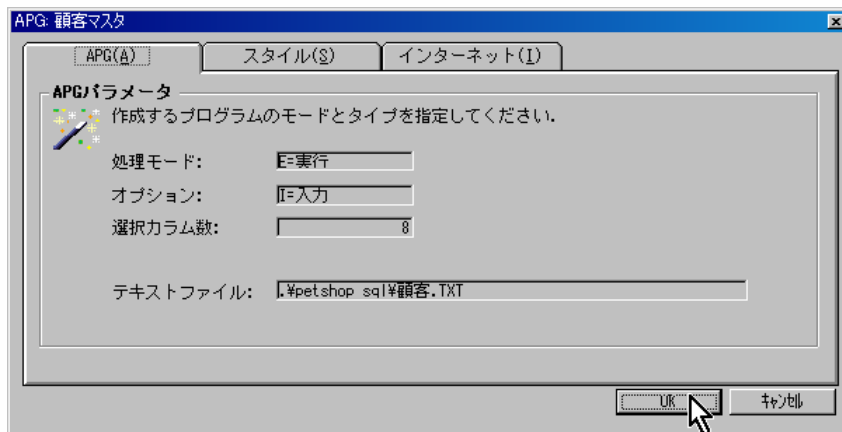 APG: 顧客マスタ
APG(A) スタイル(S) インターネット(I)
APGパラメータ
作成するプログラムのモードとタイプを指定してください.
処理モード: E=実行
オプション: I=入力
選択カラム数: 8
テキストファイル: .¥petshop sql¥顧客.TXT
OK キャンセル